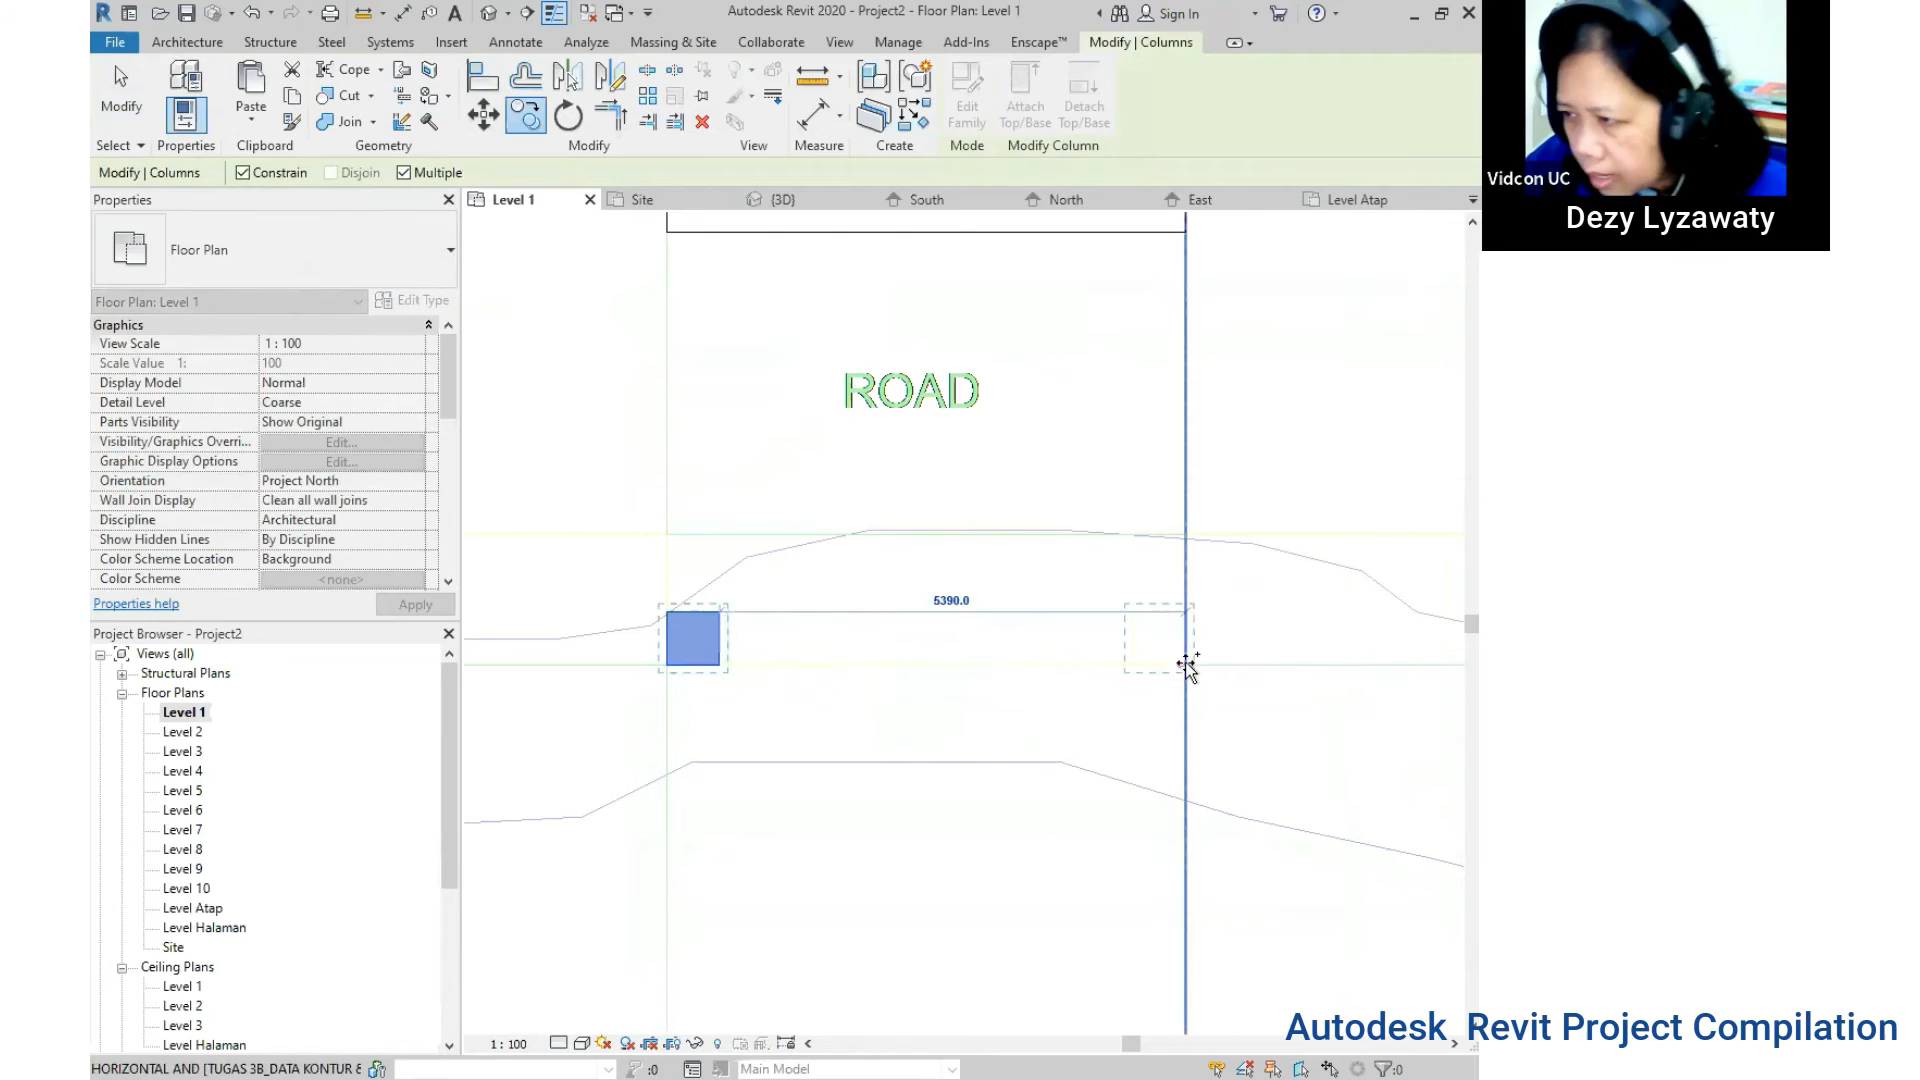 Autodesk Revit 2020 - Project2 - Floor Plan: Level 1
Sign In
File Architecture Structure Steel Systems Insert Annotate Analyze Massing & Site Collaborate View Manage Add-Ins Enscape™ Modify | Columns
Modify
Paste
Cope
Cut
Join
Edit Family
Attach Top/Base
Detach Top/Base
Select Properties Clipboard Geometry Modify View Measure Create Mode Modify Column
Modify | Columns Constrain Disjoin Multiple
Properties
Level 1 Site {3D} South North East Level Atap
Floor Plan
Floor Plan: Level 1 Edit Type
Graphics
View Scale 1 : 100
Scale Value 1: 100
Display Model Normal
Detail Level Coarse
Parts Visibility Show Original
Visibility/Graphics Overri... Edit...
Graphic Display Options Edit...
Orientation Project North
Wall Join Display Clean all wall joins
Discipline Architectural
Show Hidden Lines By Discipline
Color Scheme Location Background
Color Scheme <none>
Properties help Apply
Project Browser - Project2
Views (all)
Structural Plans
Floor Plans
Level 1
Level 2
Level 3
Level 4
Level 5
Level 6
Level 7
Level 8
Level 9
Level 10
Level Atap
Level Halaman
Site
Ceiling Plans
Level 1
Level 2
Level 3
Level Halaman
ROAD
5390.0
1 : 100
HORIZONTAL AND [TUGAS 3B_DATA KONTUR &
:0
Main Model
:0
Vidcon UC
Dezy Lyzawaty
Autodesk Revit Project Compilation